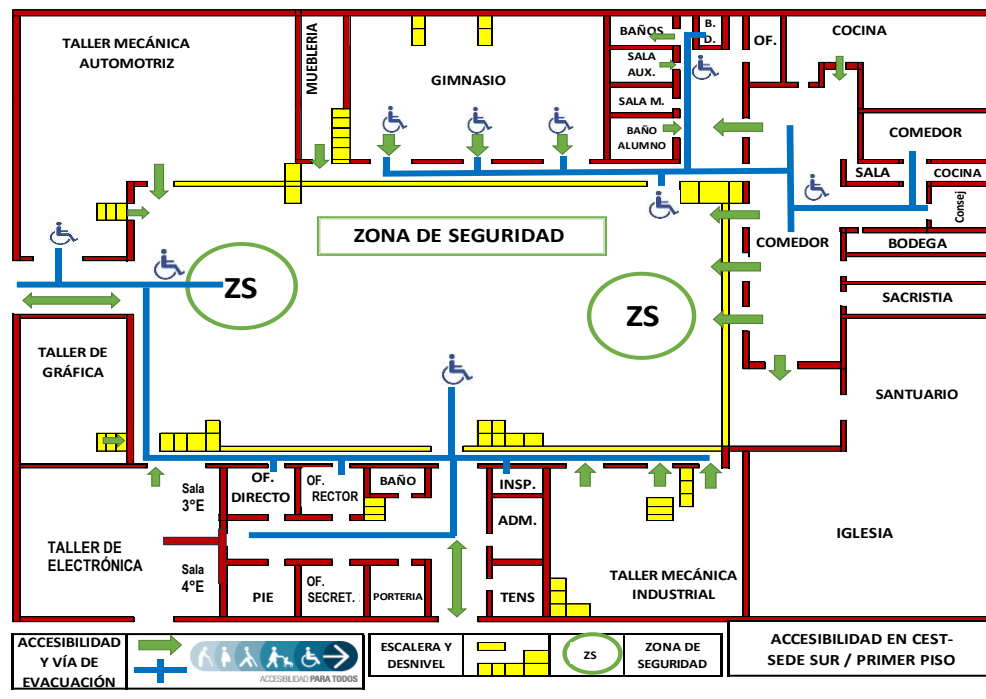 TALLER MECÁNICA
AUTOMOTRIZ
MUEBLERIA
GIMNASIO
BAÑOS
SALA
AUX.
SALA M.
BAÑO
ALUMNO
B.
D.
OF.
COCINA
COMEDOR
SALA
COCINA
Consej
COMEDOR
BODEGA
SACRISTIA
SANTUARIO
IGLESIA
ZONA DE SEGURIDAD
ZS
ZS
TALLER DE
GRÁFICA
Sala
3°E
TALLER DE
ELECTRÓNICA
Sala
4°E
OF.
DIRECTO
OF.
RECTOR
BAÑO
INSP.
ADM.
PIE
OF.
SECRET.
PORTERIA
TENS
TALLER MECÁNICA
INDUSTRIAL
ACCESIBILIDAD
Y VÍA DE
EVACUACIÓN
ACCESIBILIDAD PARA TODOS
ESCALERA Y
DESNIVEL
ZS
ZONA DE
SEGURIDAD
ACCESIBILIDAD EN CEST-
SEDE SUR / PRIMER PISO